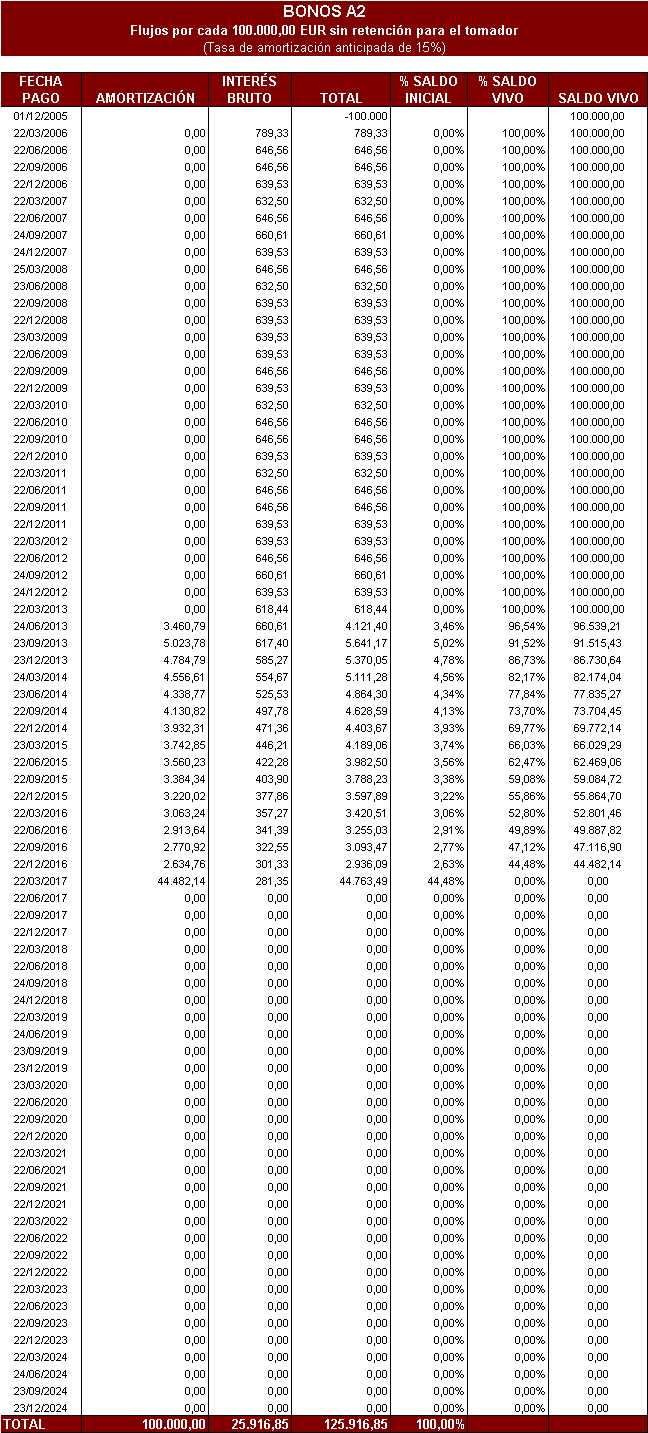 BONOS A2
Flujos por cada 100.000,00 EUR sin retención para el tomador
(Tasa de amortización anticipada de 15%)
FECHA PAGO AMORTIZACIÓN INTERÉS BRUTO TOTAL % SALDO INICIAL % SALDO VIVO SALDO VIVO
01/12/2005 -100.000 100.000,00
22/03/2006 0,00 789,33 789,33 0,00% 100,00% 100.000,00
22/06/2006 0,00 646,56 646,56 0,00% 100,00% 100.000,00
22/09/2006 0,00 646,56 646,56 0,00% 100,00% 100.000,00
22/12/2006 0,00 639,53 639,53 0,00% 100,00% 100.000,00
22/03/2007 0,00 632,50 632,50 0,00% 100,00% 100.000,00
22/06/2007 0,00 646,56 646,56 0,00% 100,00% 100.000,00
24/09/2007 0,00 660,61 660,61 0,00% 100,00% 100.000,00
24/12/2007 0,00 639,53 639,53 0,00% 100,00% 100.000,00
25/03/2008 0,00 646,56 646,56 0,00% 100,00% 100.000,00
23/06/2008 0,00 632,50 632,50 0,00% 100,00% 100.000,00
22/09/2008 0,00 639,53 639,53 0,00% 100,00% 100.000,00
22/12/2008 0,00 639,53 639,53 0,00% 100,00% 100.000,00
23/03/2009 0,00 639,53 639,53 0,00% 100,00% 100.000,00
22/06/2009 0,00 639,53 639,53 0,00% 100,00% 100.000,00
22/09/2009 0,00 646,56 646,56 0,00% 100,00% 100.000,00
22/12/2009 0,00 639,53 639,53 0,00% 100,00% 100.000,00
22/03/2010 0,00 632,50 632,50 0,00% 100,00% 100.000,00
22/06/2010 0,00 646,56 646,56 0,00% 100,00% 100.000,00
22/09/2010 0,00 646,56 646,56 0,00% 100,00% 100.000,00
22/12/2010 0,00 639,53 639,53 0,00% 100,00% 100.000,00
22/03/2011 0,00 632,50 632,50 0,00% 100,00% 100.000,00
22/06/2011 0,00 646,56 646,56 0,00% 100,00% 100.000,00
22/09/2011 0,00 646,56 646,56 0,00% 100,00% 100.000,00
22/12/2011 0,00 639,53 639,53 0,00% 100,00% 100.000,00
22/03/2012 0,00 639,53 639,53 0,00% 100,00% 100.000,00
22/06/2012 0,00 646,56 646,56 0,00% 100,00% 100.000,00
24/09/2012 0,00 660,61 660,61 0,00% 100,00% 100.000,00
24/12/2012 0,00 639,53 639,53 0,00% 100,00% 100.000,00
22/03/2013 0,00 618,44 618,44 0,00% 100,00% 100.000,00
24/06/2013 3.460,79 660,61 4.121,40 3,46% 96,54% 96.539,21
23/09/2013 5.023,78 617,40 5.641,17 5,02% 91,52% 91.515,43
23/12/2013 4.784,79 585,27 5.370,05 4,78% 86,73% 86.730,64
24/03/2014 4.556,61 554,67 5.111,28 4,56% 82,17% 82.174,04
23/06/2014 4.338,77 525,53 4.864,30 4,34% 77,84% 77.835,27
22/09/2014 4.130,82 497,78 4.628,59 4,13% 73,70% 73.704,45
22/12/2014 3.932,31 471,36 4.403,67 3,93% 69,77% 69.772,14
23/03/2015 3.742,85 446,21 4.189,06 3,74% 66,03% 66.029,29
22/06/2015 3.560,23 422,28 3.982,50 3,56% 62,47% 62.469,06
22/09/2015 3.384,34 403,90 3.788,23 3,38% 59,08% 59.084,72
22/12/2015 3.220,02 377,86 3.597,89 3,22% 55,86% 55.864,70
22/03/2016 3.063,24 357,27 3.420,51 3,06% 52,80% 52.801,46
22/06/2016 2.913,64 341,39 3.255,03 2,91% 49,89% 49.887,82
22/09/2016 2.770,92 322,55 3.093,47 2,77% 47,12% 47.116,90
22/12/2016 2.634,76 301,33 2.936,09 2,63% 44,48% 44.482,14
22/03/2017 44.482,14 281,35 44.763,49 44,48% 0,00% 0,00
22/06/2017 0,00 0,00 0,00 0,00% 0,00% 0,00
22/09/2017 0,00 0,00 0,00 0,00% 0,00% 0,00
22/12/2017 0,00 0,00 0,00 0,00% 0,00% 0,00
22/03/2018 0,00 0,00 0,00 0,00% 0,00% 0,00
22/06/2018 0,00 0,00 0,00 0,00% 0,00% 0,00
24/09/2018 0,00 0,00 0,00 0,00% 0,00% 0,00
24/12/2018 0,00 0,00 0,00 0,00% 0,00% 0,00
22/03/2019 0,00 0,00 0,00 0,00% 0,00% 0,00
24/06/2019 0,00 0,00 0,00 0,00% 0,00% 0,00
23/09/2019 0,00 0,00 0,00 0,00% 0,00% 0,00
23/12/2019 0,00 0,00 0,00 0,00% 0,00% 0,00
23/03/2020 0,00 0,00 0,00 0,00% 0,00% 0,00
22/06/2020 0,00 0,00 0,00 0,00% 0,00% 0,00
22/09/2020 0,00 0,00 0,00 0,00% 0,00% 0,00
22/12/2020 0,00 0,00 0,00 0,00% 0,00% 0,00
22/03/2021 0,00 0,00 0,00 0,00% 0,00% 0,00
22/06/2021 0,00 0,00 0,00 0,00% 0,00% 0,00
22/09/2021 0,00 0,00 0,00 0,00% 0,00% 0,00
22/12/2021 0,00 0,00 0,00 0,00% 0,00% 0,00
22/03/2022 0,00 0,00 0,00 0,00% 0,00% 0,00
22/06/2022 0,00 0,00 0,00 0,00% 0,00% 0,00
22/09/2022 0,00 0,00 0,00 0,00% 0,00% 0,00
22/12/2022 0,00 0,00 0,00 0,00% 0,00% 0,00
22/03/2023 0,00 0,00 0,00 0,00% 0,00% 0,00
22/06/2023 0,00 0,00 0,00 0,00% 0,00% 0,00
22/09/2023 0,00 0,00 0,00 0,00% 0,00% 0,00
22/12/2023 0,00 0,00 0,00 0,00% 0,00% 0,00
22/03/2024 0,00 0,00 0,00 0,00% 0,00% 0,00
24/06/2024 0,00 0,00 0,00 0,00% 0,00% 0,00
23/09/2024 0,00 0,00 0,00 0,00% 0,00% 0,00
23/12/2024 0,00 0,00 0,00 0,00% 0,00% 0,00
TOTAL 100.000,00 25.916,85 125.916,85 100,00%